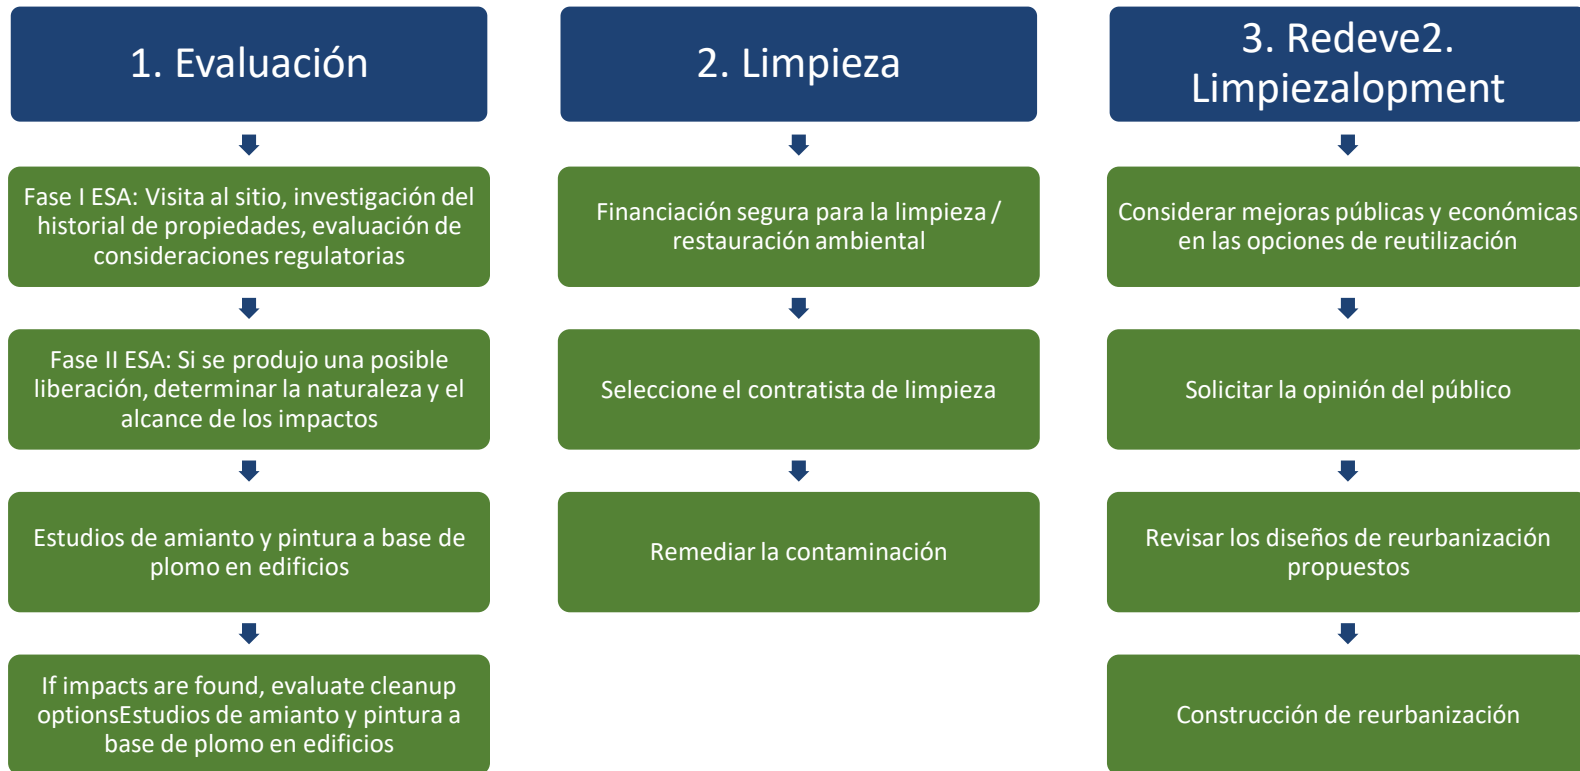 1. Evaluación
Fase I ESA: Visita al sitio, investigación del
historial de propiedades, evaluación de
consideraciones regulatorias
Fase II ESA: Si se produjo una posible
liberación, determinar la naturaleza y el
alcance de los impactos
Estudios de amianto y pintura a base de
plomo en edificios
If impacts are found, evaluate cleanup
optionsEstudios de amianto y pintura a
base de plomo en edificios
2. Limpieza
Financiación segura para la limpieza /
restauración ambiental
Seleccione el contratista de limpieza
Remediar la contaminación
3. Redeve2.
Limpiezalopment
Considerar mejoras públicas y económicas
en las opciones de reutilización
Solicitar la opinión del público
Revisar los diseños de reurbanización
propuestos
Construcción de reurbanización